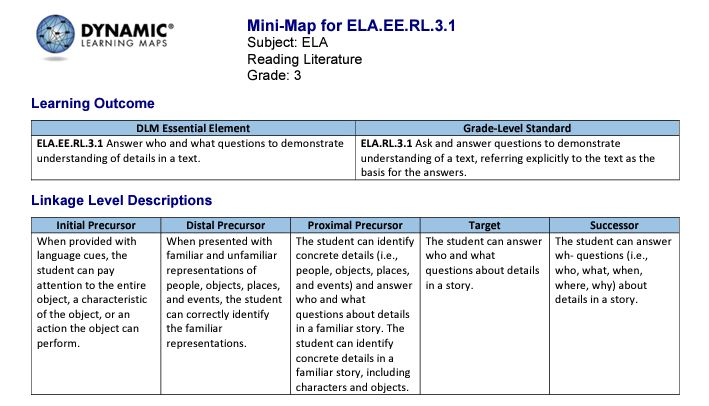 DYNAMIC®
LEARNING MAPS
Mini-Map for ELA.EE.RL.3.1
Subject: ELA
Reading Literature
Grade: 3
Learning Outcome
DLM Essential Element
ELA.EE.RL.3.1 Answer who and what questions to demonstrate
understanding of details in a text.
Grade-Level Standard
ELA.RL.3.1 Ask and answer questions to demonstrate
understanding of a text, referring explicitly to the text as the
basis for the answers.
Linkage Level Descriptions
Initial Precursor
When provided with
language cues, the
student can pay
attention to the entire
object, a characteristic
of the object, or an
action the object can
perform.
Distal Precursor
When presented with
familiar and unfamiliar
representations of
people, objects, places,
and events, the student
can correctly identify
the familiar
representations.
Proximal Precursor
The student can identify
concrete details (i.e.,
people, objects, places,
and events) and answer
who and what
questions about details
in a familiar story. The
student can identify
concrete details in a
familiar story, including
characters and objects.
Target
The student can answer
who and what
questions about details
in a story.
Successor
The student can answer
wh- questions (i.e.,
who, what, when,
where, why) about
details in a story.